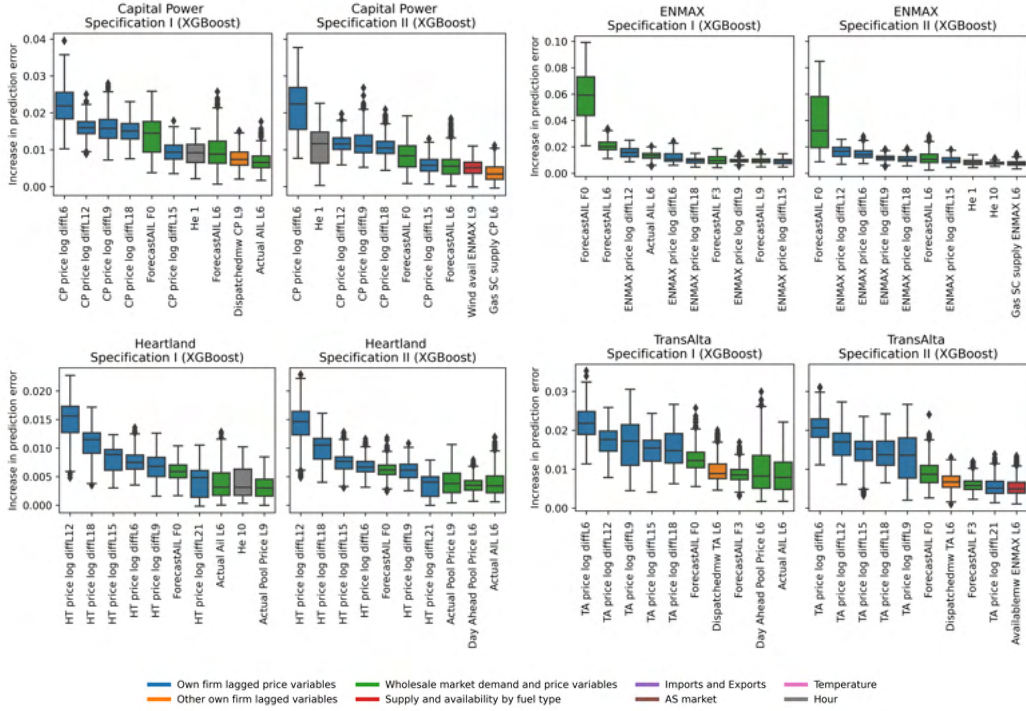 Capital Power
Specification I (XGBoost)
Capital Power
Specification II (XGBoost)
ENMAX
Specification I (XGBoost)
ENMAX
Specification II (XGBoost)
Increase in prediction error
0.04
0.03
0.02
0.01
0.00
CP price log diffL6
CP price log diffL12
CP price log diffL9
CP price log diffL18
ForecastAIL F0
CP price log diffL15
He 1
ForecastAIL L6
Dispatchedmw CP L9
Actual AIL L6
CP price log diffL6
He 1
CP price log diffL12
CP price log diffL9
CP price log diffL18
ForecastAIL F0
CP price log diffL15
ForecastAIL L6
Wind avail ENMAX L9
Gas SC supply CP L6
Increase in prediction error
0.10
0.08
0.06
0.04
0.02
0.00
ForecastAIL F0
ForecastAIL L6
ENMAX price log diffL12
Actual AIL L6
ENMAX price log diffL6
ENMAX price log diffL18
ForecastAIL F3
ENMAX price log diffL9
ForecastAIL L9
ENMAX price log diffL15
ForecastAIL F0
ENMAX price log diffL12
ENMAX price log diffL6
ENMAX price log diffL9
ENMAX price log diffL18
ForecastAIL L6
ENMAX price log diffL15
He 1
He 10
Gas SC supply ENMAX L6
Heartland
Specification I (XGBoost)
Heartland
Specification II (XGBoost)
TransAlta
Specification I (XGBoost)
TransAlta
Specification II (XGBoost)
Increase in prediction error
0.020
0.015
0.010
0.005
0.000
HT price log diffL12
HT price log diffL18
HT price log diffL15
HT price log diffL6
HT price log diffL9
ForecastAIL F0
HT price log diffL21
Actual Ail L6
He 10
Actual Pool Price L9
HT price log diffL12
HT price log diffL18
HT price log diffL15
HT price log diffL6
ForecastAIL F0
HT price log diffL9
HT price log diffL21
Actual Pool Price L9
Day Ahead Pool Price L6
Actual AIL L6
Increase in prediction error
0.03
0.02
0.01
0.00
TA price log diffL6
TA price log diffL12
TA price log diffL9
TA price log diffL15
TA price log diffL18
ForecastAIL F0
Dispatchedmw TA L6
ForecastAIL F3
Day Ahead Pool Price L6
Actual AIL L6
TA price log diffL6
TA price log diffL12
TA price log diffL15
TA price log diffL18
TA price log diffL9
ForecastAIL F0
Dispatchedmw TA L6
ForecastAIL F3
TA price log diffL21
Availablemw ENMAX L6
Own firm lagged price variables
Wholesale market demand and price variables
Imports and Exports
Temperature
Other own firm lagged variables
Supply and availability by fuel type
AS market
Hour